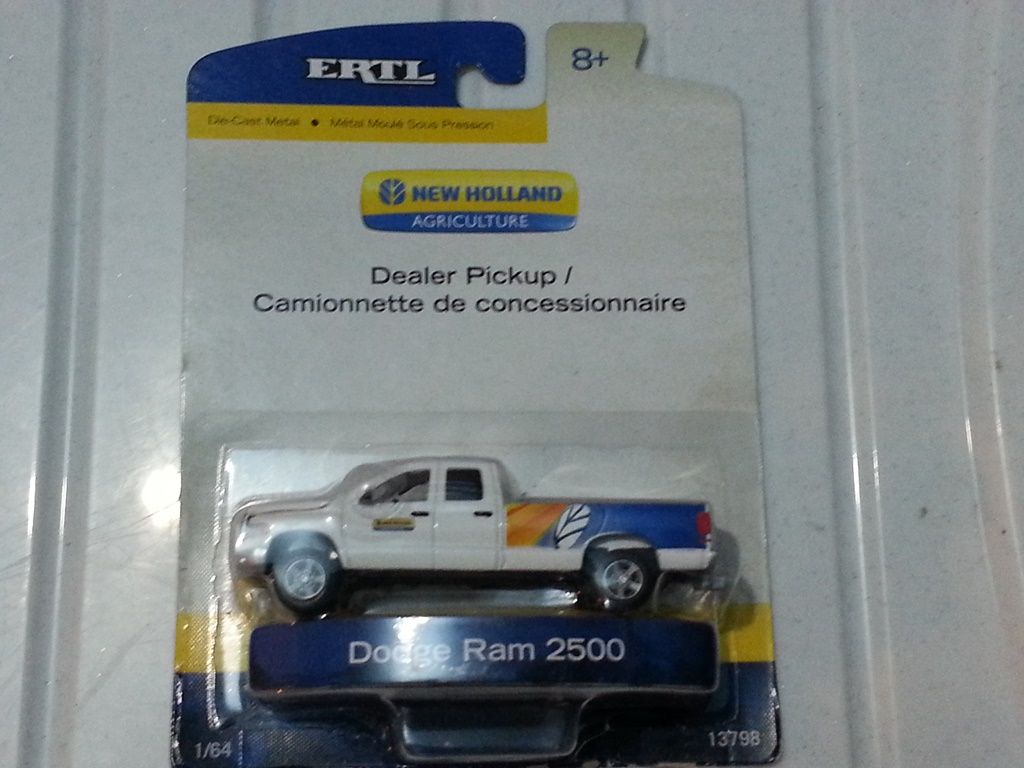 ERTL
8+
Die-Cast Metal • Métal Moulé Sous Pression
NEW HOLLAND
AGRICULTURE
Dealer Pickup /
Camionnette de concessionnaire
Dodge Ram 2500
1/64
13798